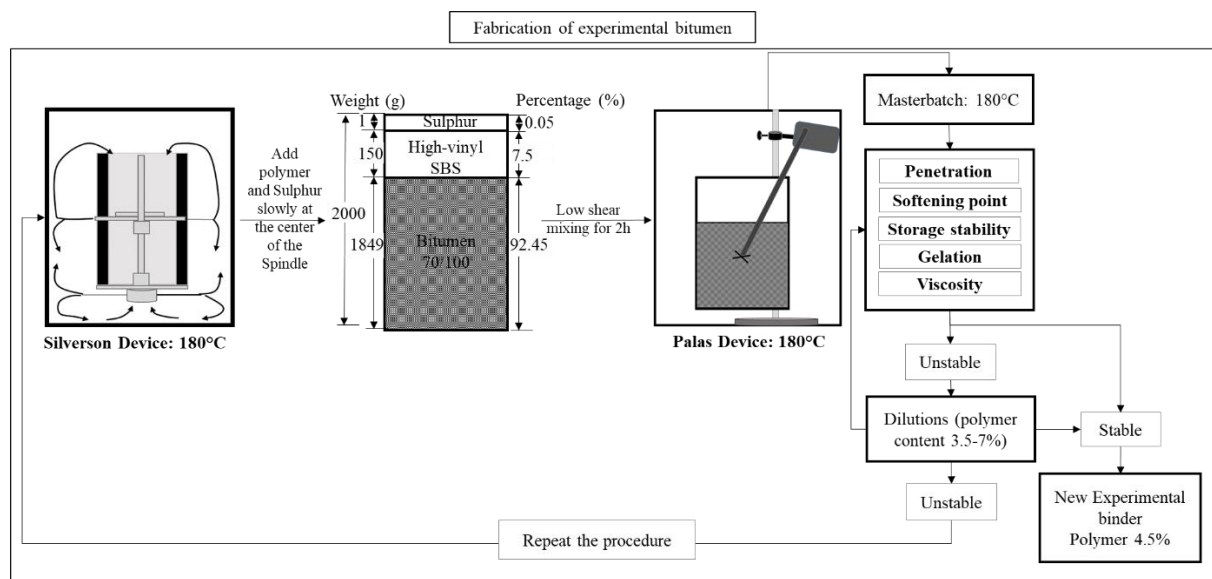 Fabrication of experimental bitumen
Silverson Device: 180°C
Add
polymer
and Sulphur
slowly at
the center
of the
Spindle
Weight (g)
Percentage (%)
1
Sulphur
0.05
150
High-vinyl
SBS
7.5
2000
1849
Bitumen
70/100
92.45
Low shear
mixing for 2h
Palas Device: 180°C
Masterbatch: 180°C
Penetration
Softening point
Storage stability
Gelation
Viscosity
Unstable
Dilutions (polymer
content 3.5-7%)
Stable
Unstable
New Experimental
binder
Polymer 4.5%
Repeat the procedure